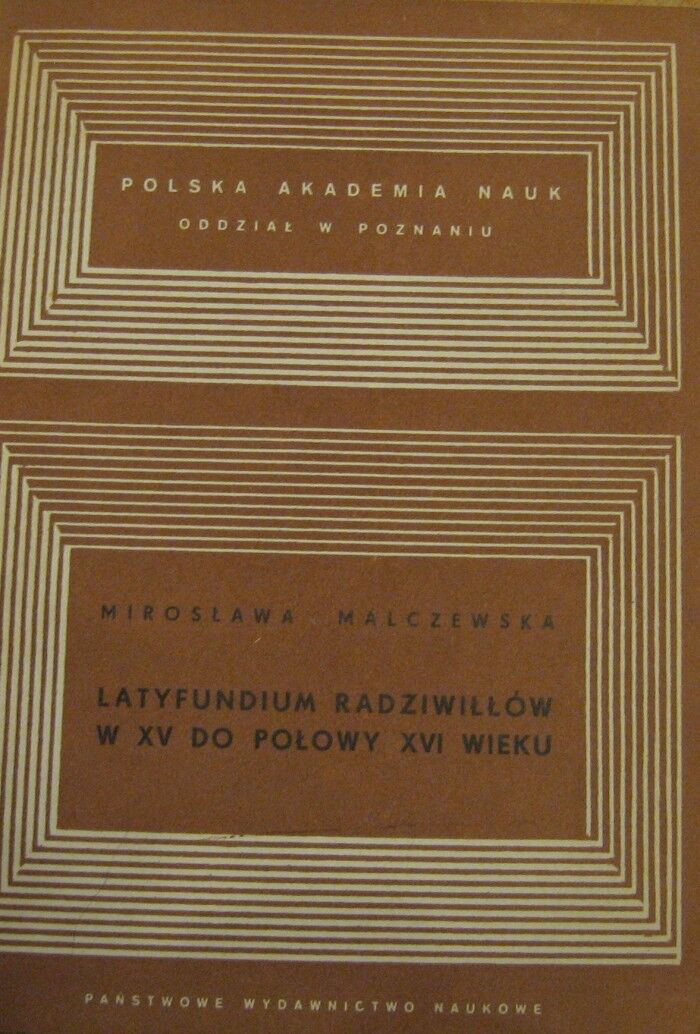 POLSKA AKADEMIA NAUK
ODDZIAŁ W POZNANIU
MIROSŁAWA MALCZEWSKA
LATYFUNDIUM RADZIWIŁŁÓW
W XV DO POŁOWY XVI WIEKU
PAŃSTWOWE WYDAWNICTWO NAUKOWE